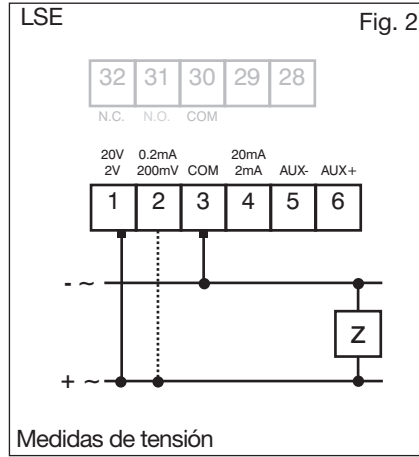 LSE Fig. 2
32 31 30 29 28
N.C. N.O. COM
20V 0.2mA 20mA
2V 200mV COM 2mA AUX- AUX+
1 2 3 4 5 6
- ~
Z
+ ~
Medidas de tensión